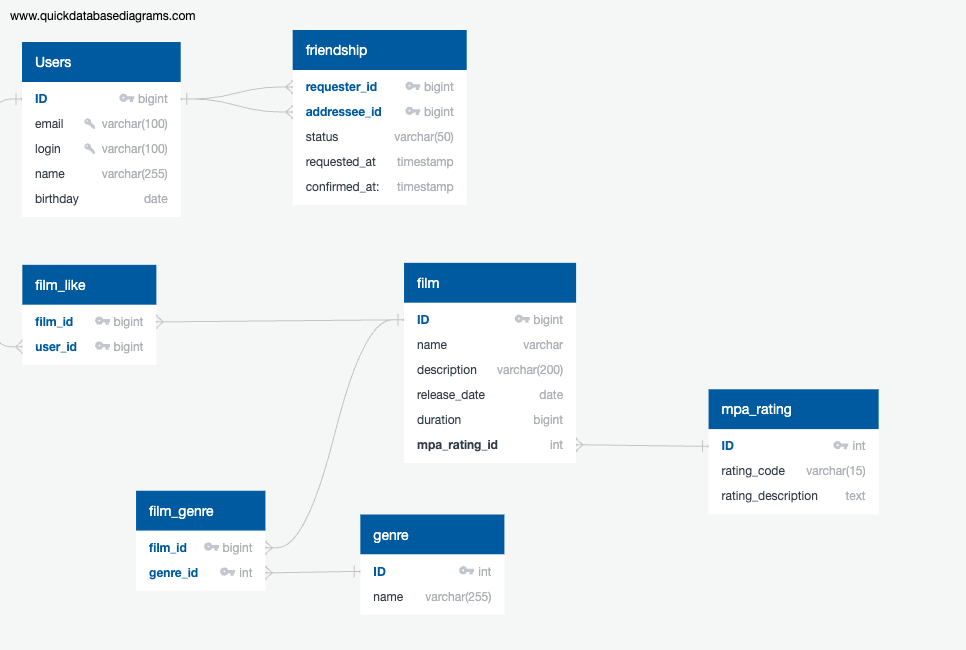 www.quickdatabasediagrams.com
Users
ID bigint
email varchar(100)
login varchar(100)
name varchar(255)
birthday date
friendship
requester_id bigint
addressee_id bigint
status varchar(50)
requested_at timestamp
confirmed_at: timestamp
film_like
film_id bigint
user_id bigint
film
ID bigint
name varchar
description varchar(200)
release_date date
duration bigint
mpa_rating_id int
mpa_rating
ID int
rating_code varchar(15)
rating_description text
film_genre
film_id bigint
genre_id int
genre
ID int
name varchar(255)